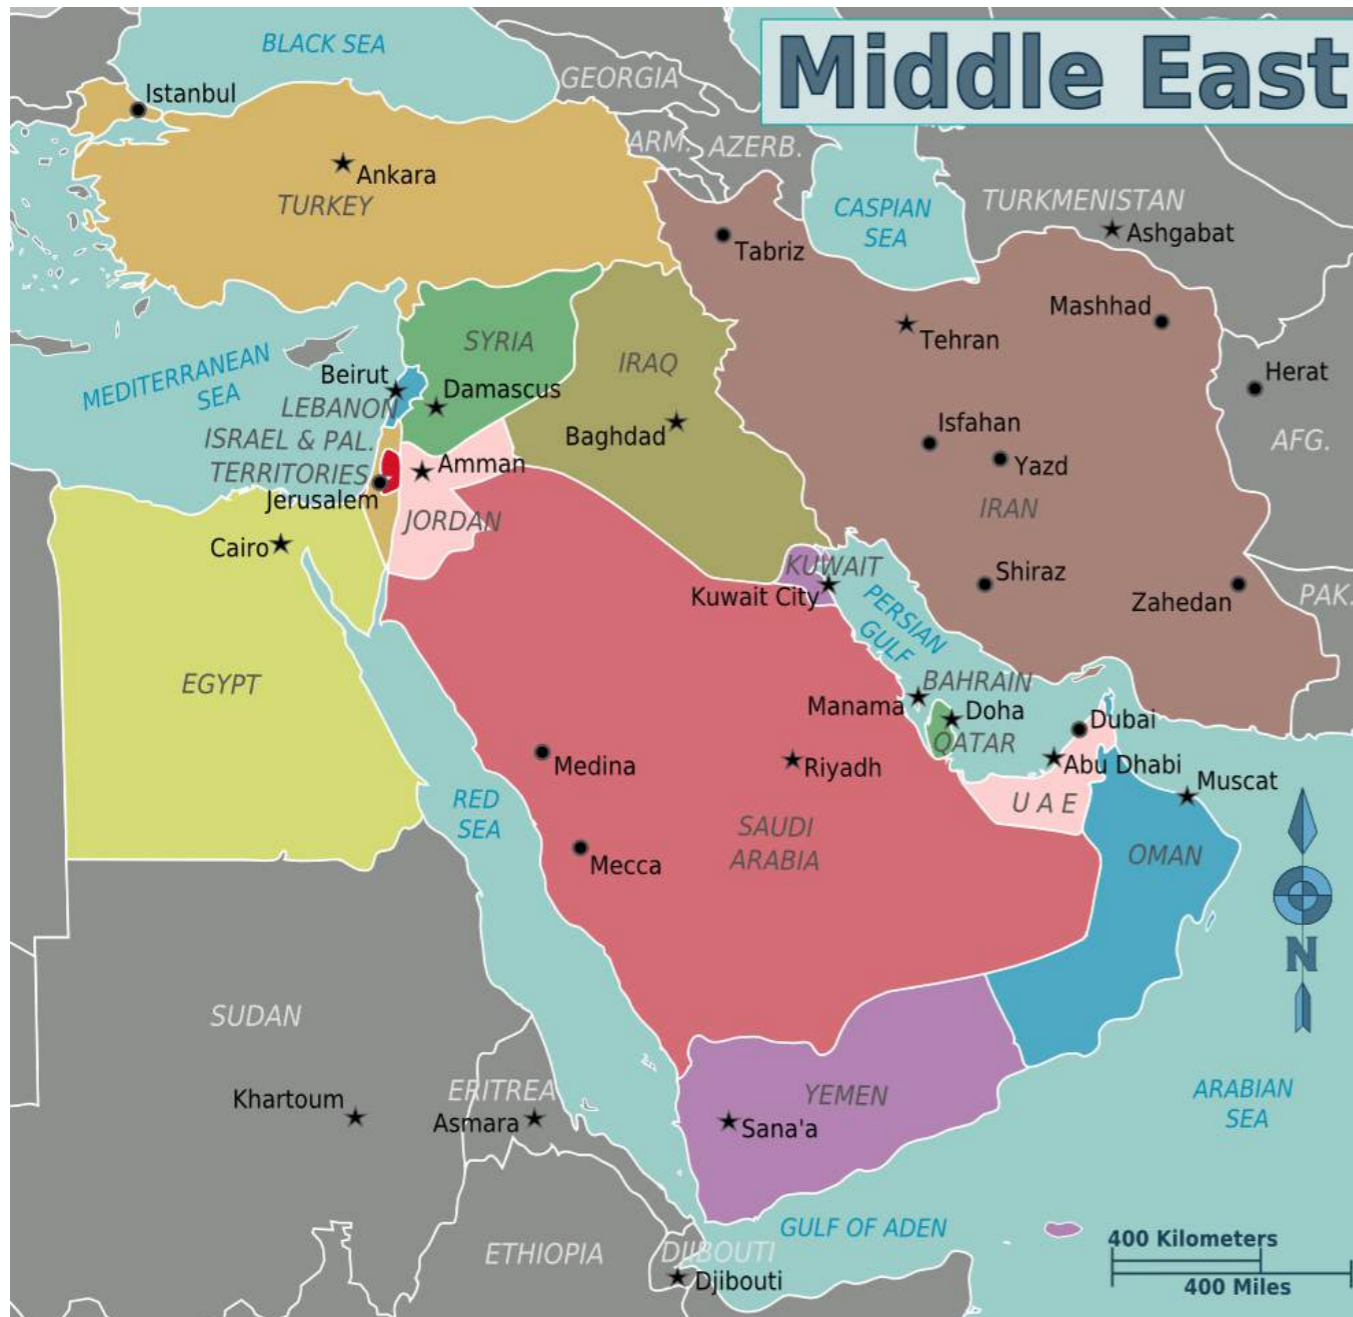 Middle East
BLACK SEA
GEORGIA
Istanbul
ARM.
AZERB.
Ankara
TURKEY
CASPIAN
SEA
TURKMENISTAN
Ashgabat
Tabriz
Mashhad
Tehran
SYRIA
IRAQ
MEDITERRANEAN
SEA
Beirut
Damascus
Herat
LEBANON
ISRAEL & PAL.
TERRITORIES
Baghdad
Isfahan
AFG.
Amman
Yazd
Jerusalem
JORDAN
IRAN
Cairo
KUWAIT
Kuwait City
Shiraz
Zahedan
PAK.
PERSIAN
GULF
EGYPT
BAHRAIN
Manama
Doha
QATAR
Dubai
Medina
Riyadh
Abu Dhabi
Muscat
RED
SEA
U A E
SAUDI
ARABIA
Mecca
OMAN
N
SUDAN
ERITREA
YEMEN
ARABIAN
SEA
Khartoum
Asmara
Sana'a
GULF OF ADEN
ETHIOPIA
DJIBOUTI
Djibouti
400 Kilometers
400 Miles